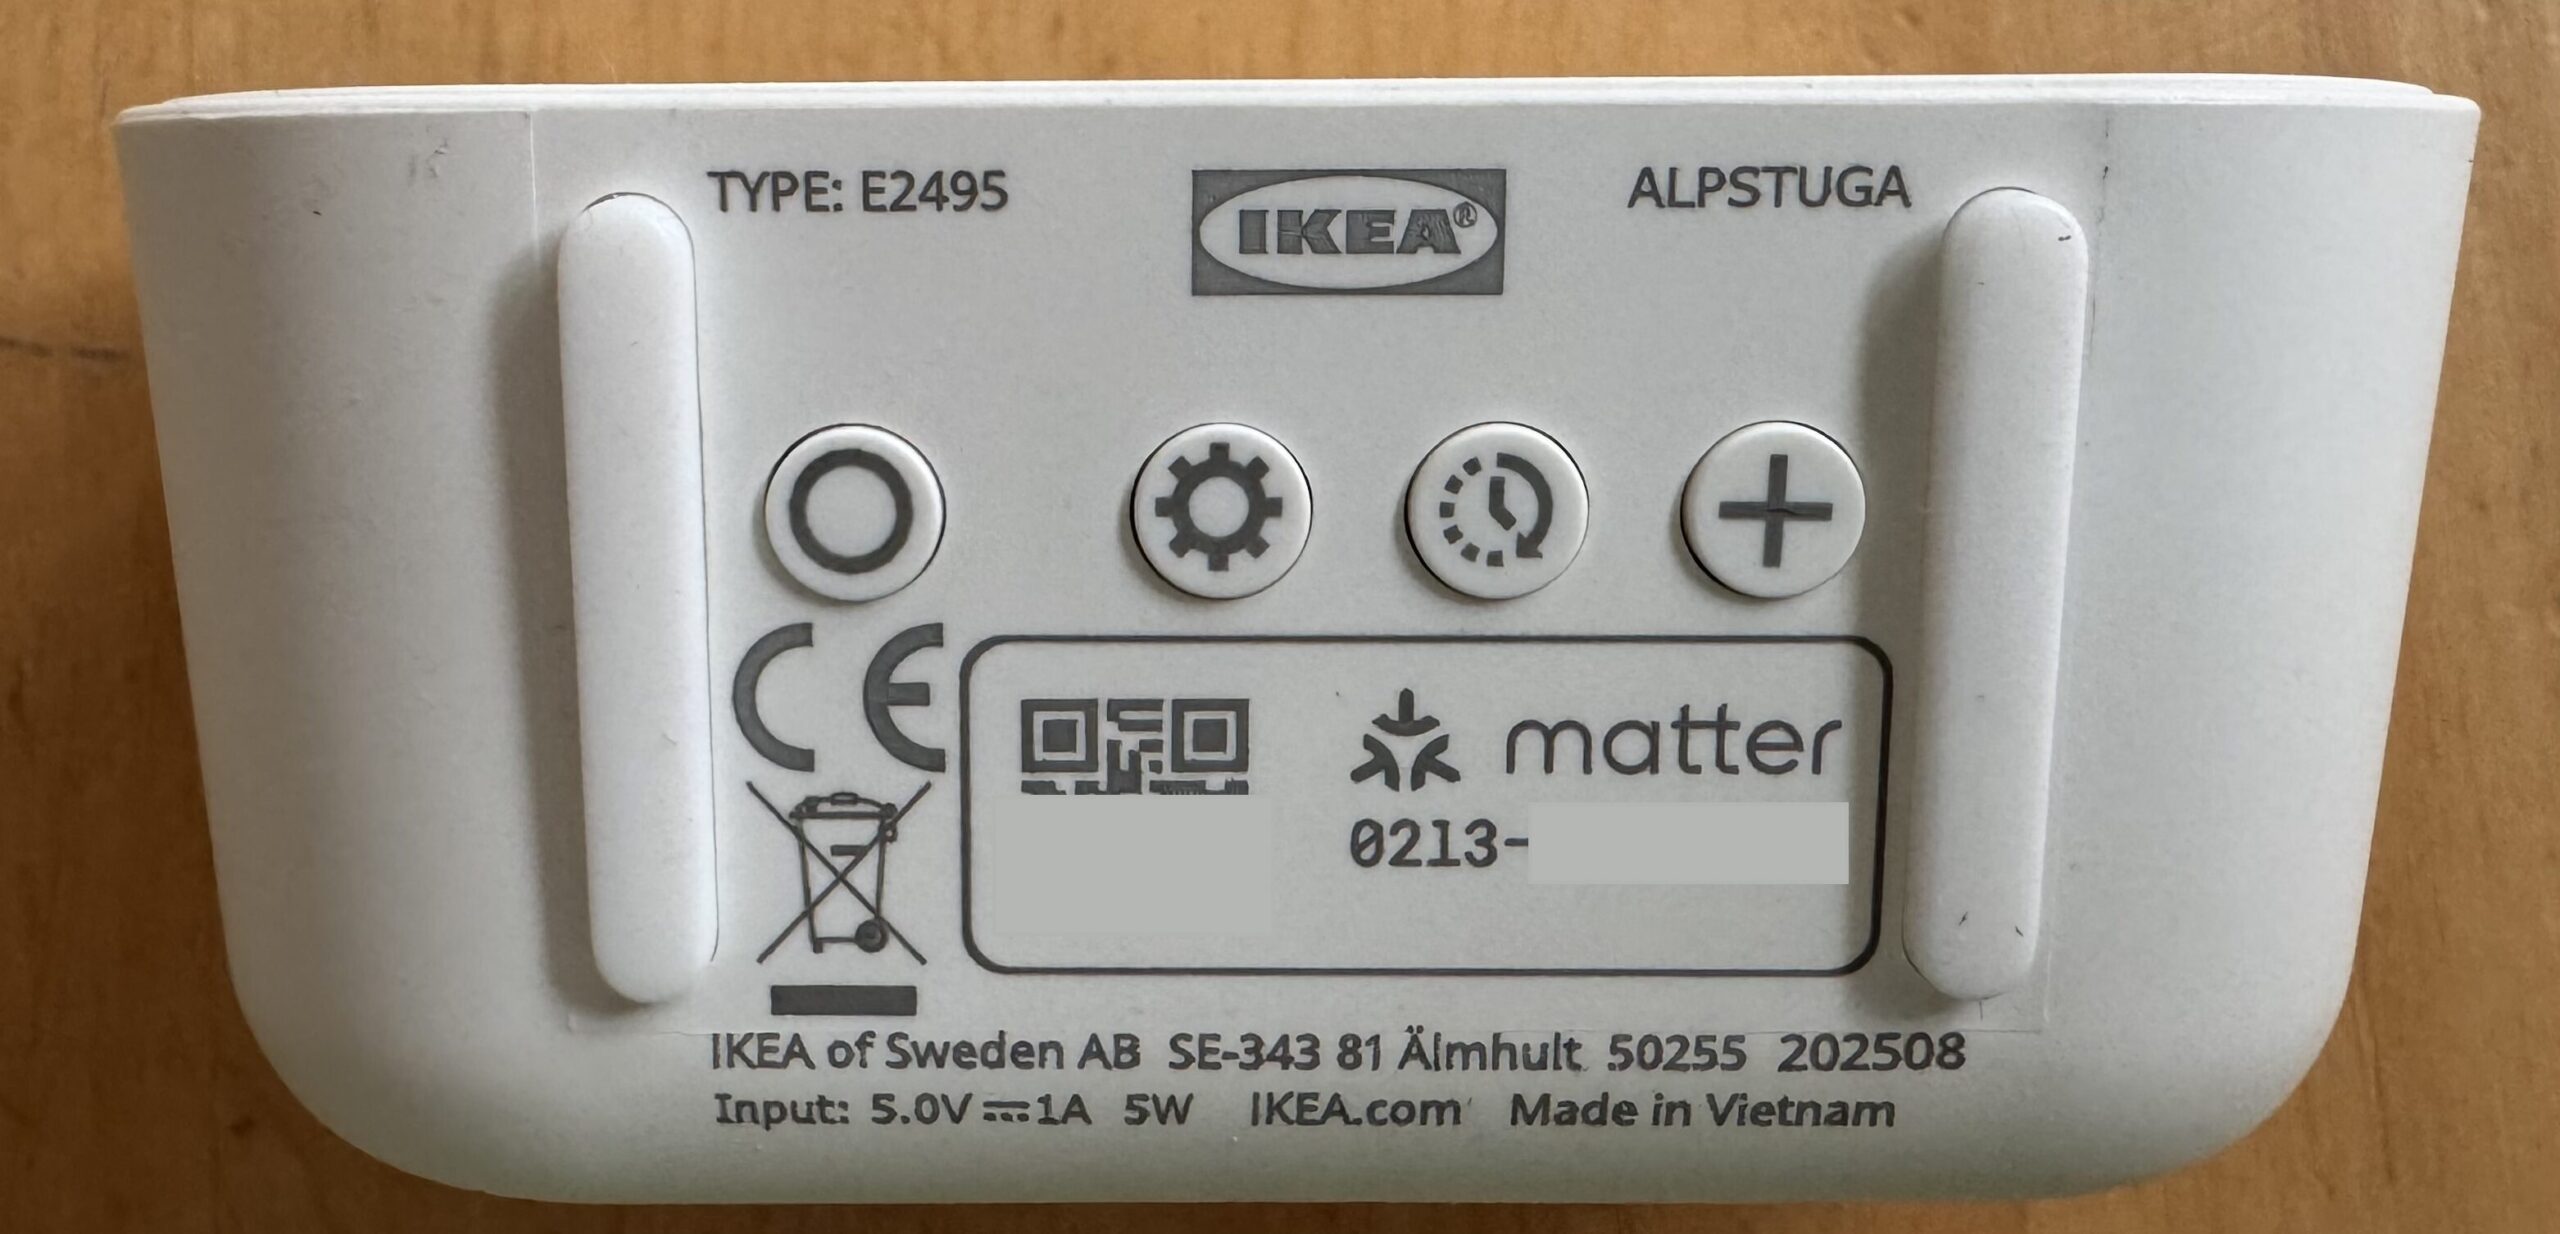 TYPE: E2495
IKEA®
ALPSTUGA
CE
matter
0213-
IKEA of Sweden AB SE-343 81 Älmhult 50255 202508
Input: 5.0V⎓1A 5W IKEA.com Made in Vietnam